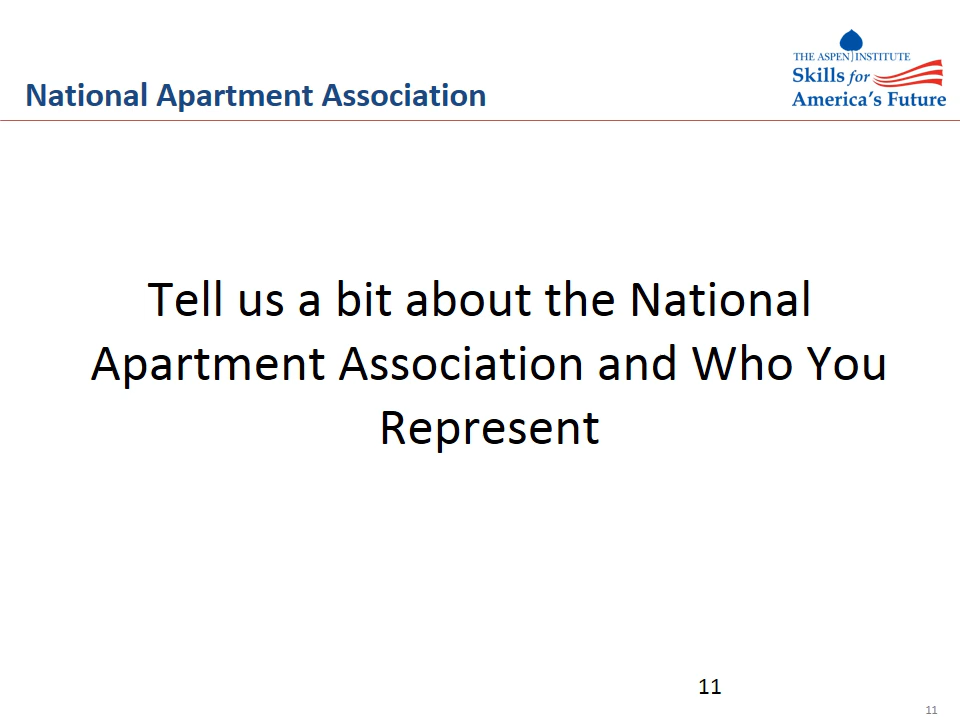 National Apartment Association
THE ASPEN INSTITUTE
Skills for
America's Future
Tell us a bit about the National
Apartment Association and Who You
Represent
11
11